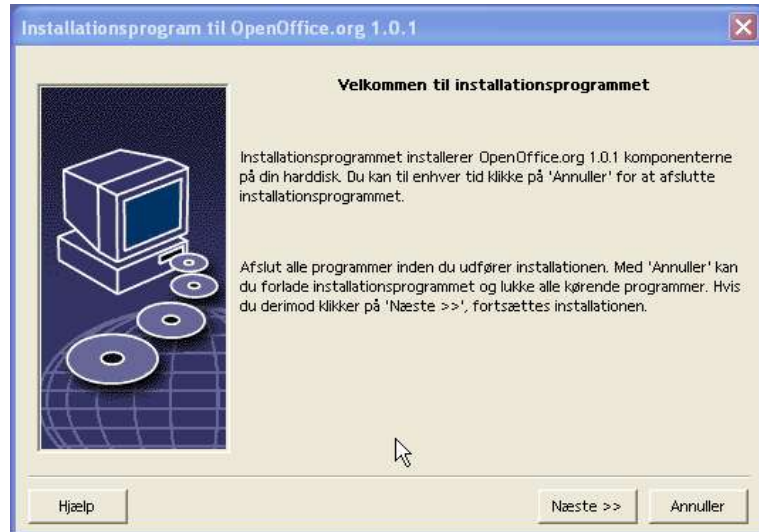 Installationsprogram til OpenOffice.org 1.0.1
Velkommen til installationsprogrammet
Installationsprogrammet installerer OpenOffice.org 1.0.1 komponenterne
på din harddisk. Du kan til enhver tid klikke på 'Annuller' for at afslutte
installationsprogrammet.
Afslut alle programmer inden du udfører installationen. Med 'Annuller' kan
du forlade installationsprogrammet og lukke alle kørende programmer. Hvis
du derimod klikker på 'Næste >>', fortsættes installationen.
Hjælp
Næste >>
Annuller